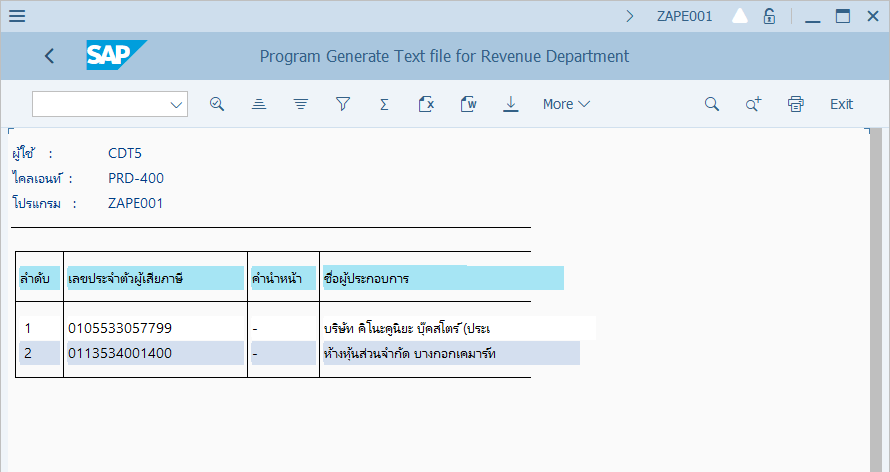 ZAPE001
SAP Program Generate Text file for Revenue Department
More Exit
ผู้ใช้ : CDT5
ไคลเอนท์ : PRD-400
โปรแกรม : ZAPE001
ลำดับ เลขประจำตัวผู้เสียภาษี คำนำหน้า ชื่อผู้ประกอบการ
1 0105533057799 - บริษัท คิโนะคูนิยะ บุ๊คสโตร์ (ประเ
2 0113534001400 - ห้างหุ้นส่วนจำกัด บางกอกเคมาร์ท